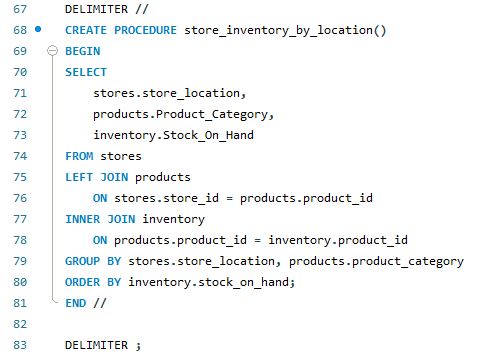 67 DELIMITER //
68 CREATE PROCEDURE store_inventory_by_location()
69 BEGIN
70 SELECT
71 stores.store_location,
72 products.Product_Category,
73 inventory.Stock_On_Hand
74 FROM stores
75 LEFT JOIN products
76 ON stores.store_id = products.product_id
77 INNER JOIN inventory
78 ON products.product_id = inventory.product_id
79 GROUP BY stores.store_location, products.product_category
80 ORDER BY inventory.stock_on_hand;
81 END //
82
83 DELIMITER ;